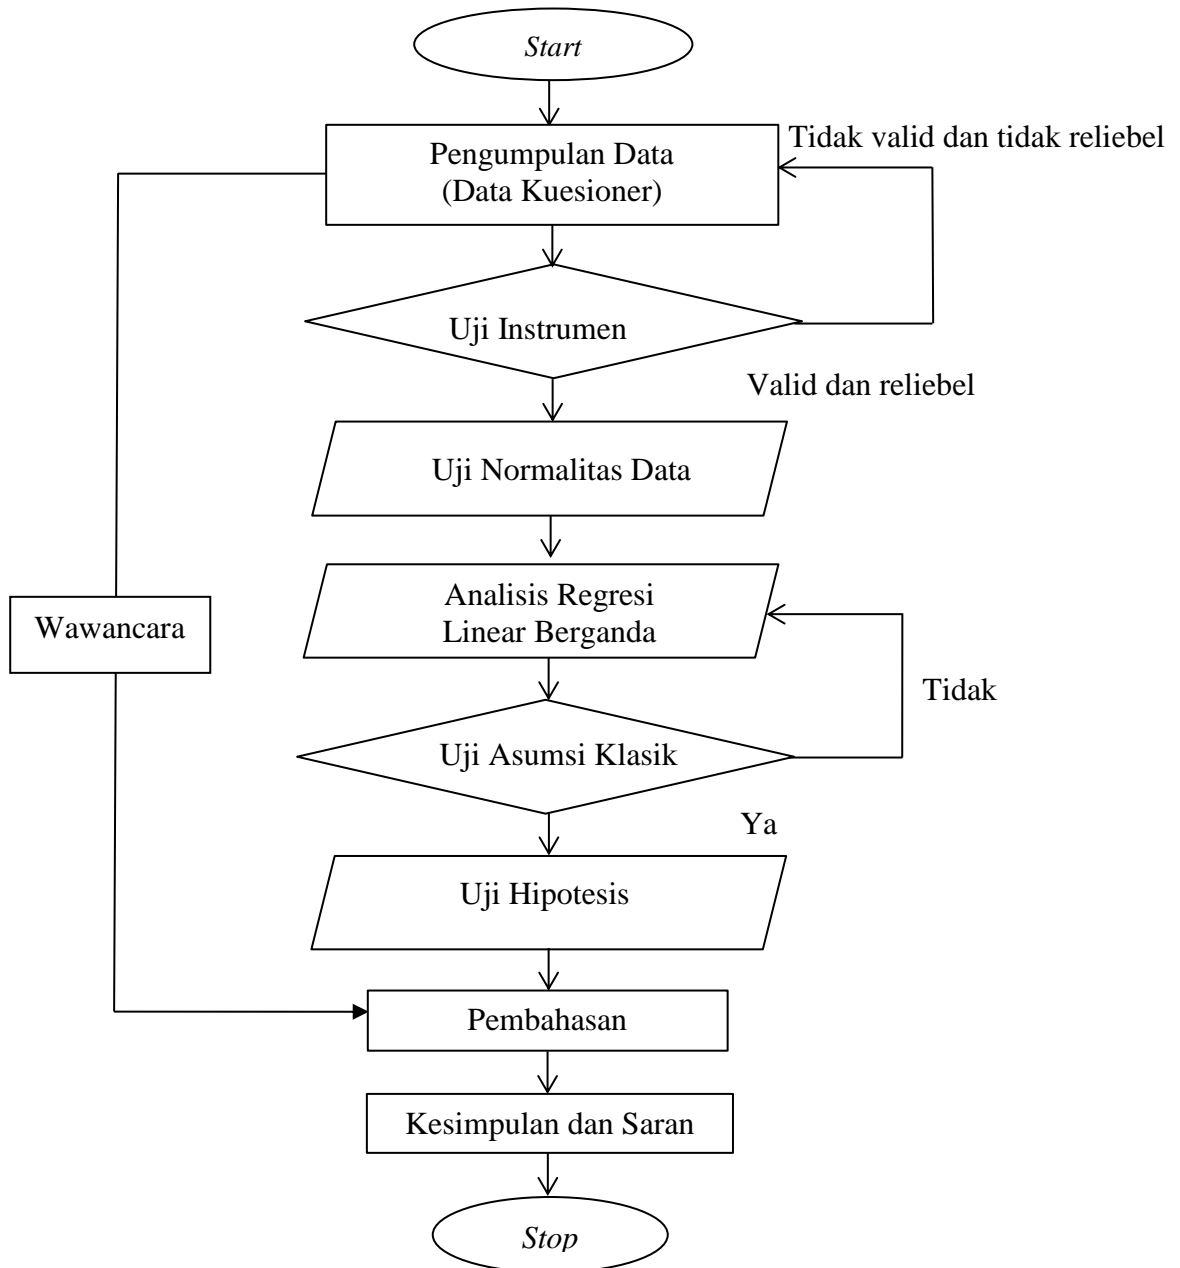 Start
Pengumpulan Data
(Data Kuesioner)
Tidak valid dan tidak reliebel
Uji Instrumen
Valid dan reliebel
Uji Normalitas Data
Analisis Regresi
Linear Berganda
Wawancara
Tidak
Uji Asumsi Klasik
Ya
Uji Hipotesis
Pembahasan
Kesimpulan dan Saran
Stop